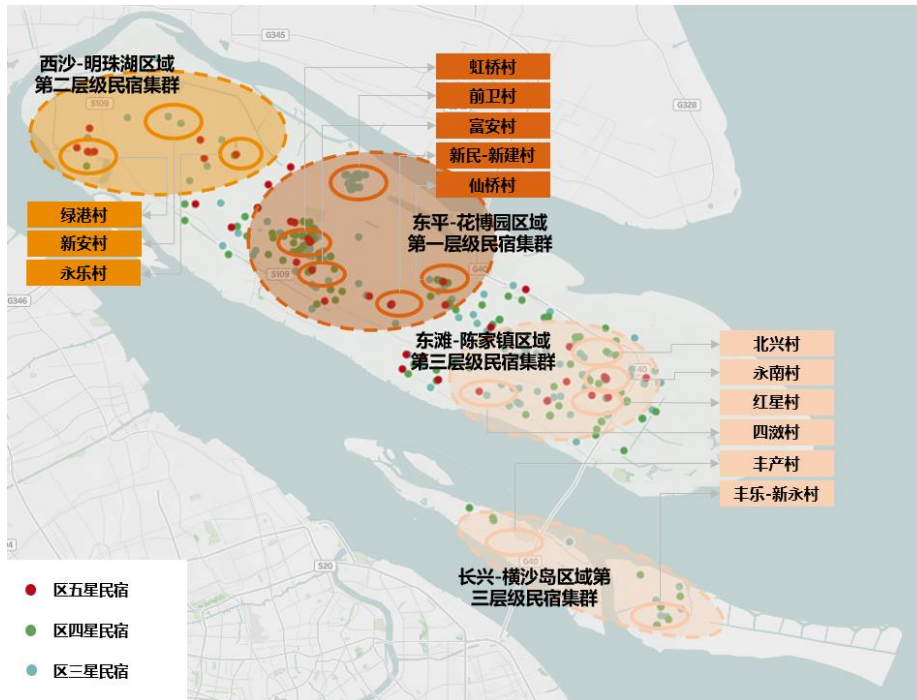 G345
西沙-明珠湖区域
第二层级民宿集群
S109
虹桥村
前卫村
富安村
新民-新建村
仙桥村
G328
绿港村
新安村
永乐村
东平-花博园区域
第一层级民宿集群
S109
G40
G346
东滩-陈家镇区域
第三层级民宿集群
40
北兴村
永南村
红星村
四滧村
丰产村
丰乐-新永村
G40
S20
长兴-横沙岛区域第
三层级民宿集群
区五星民宿
区四星民宿
区三星民宿